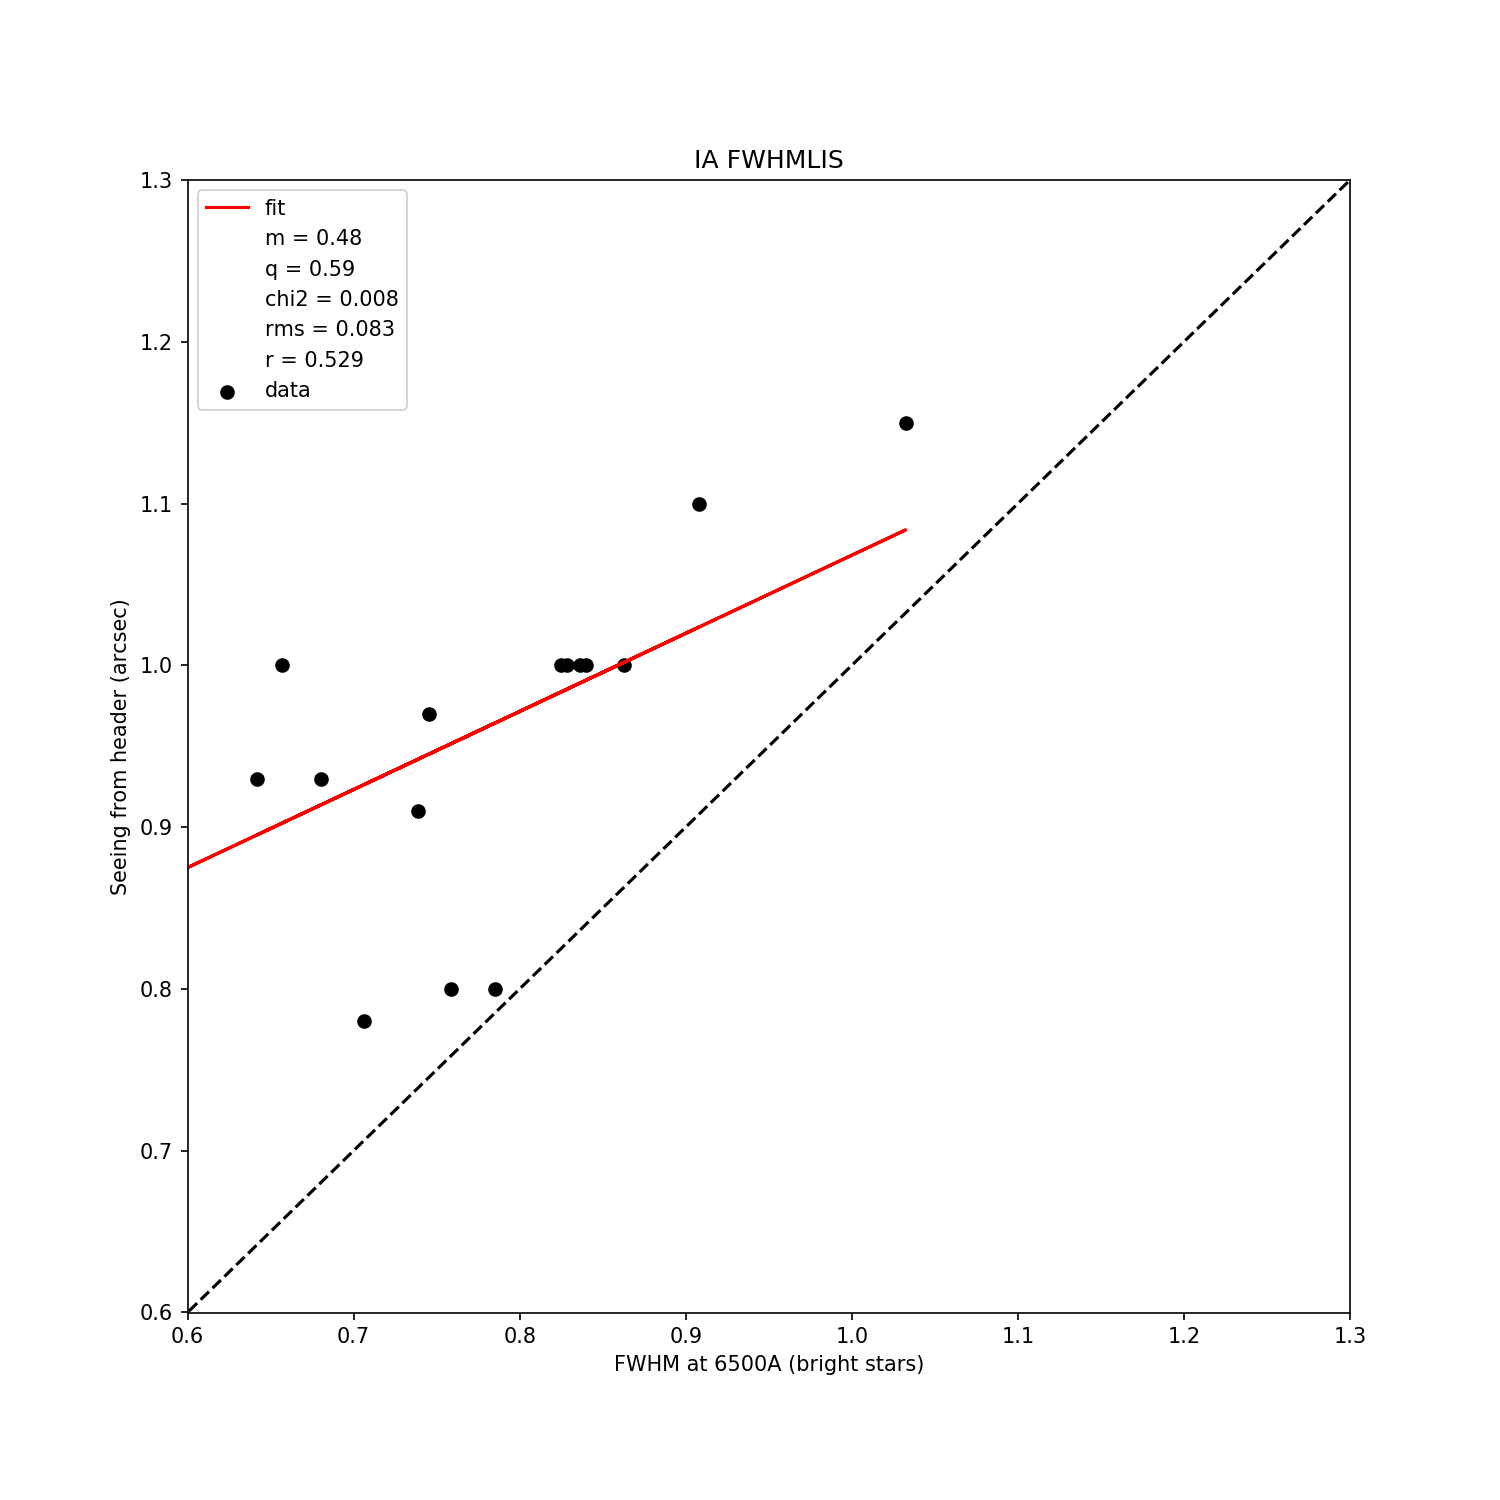 IA FWHMLIS
fit
m = 0.48
q = 0.59
chi2 = 0.008
rms = 0.083
r = 0.529
data
Seeing from header (arcsec)
1.3
1.2
1.1
1.0
0.9
0.8
0.7
0.6
0.6 0.7 0.8 0.9 1.0 1.1 1.2 1.3
FWHM at 6500A (bright stars)